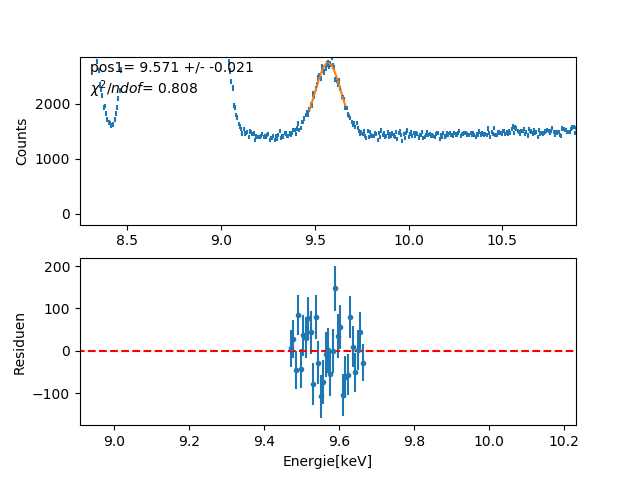 pos1= 9.571 +/- -0.021
χ²/ndof= 0.808
Counts
2000
1000
0
8.5 9.0 9.5 10.0 10.5
Residuen
200
100
0
−100
9.0 9.2 9.4 9.6 9.8 10.0 10.2
Energie[keV]